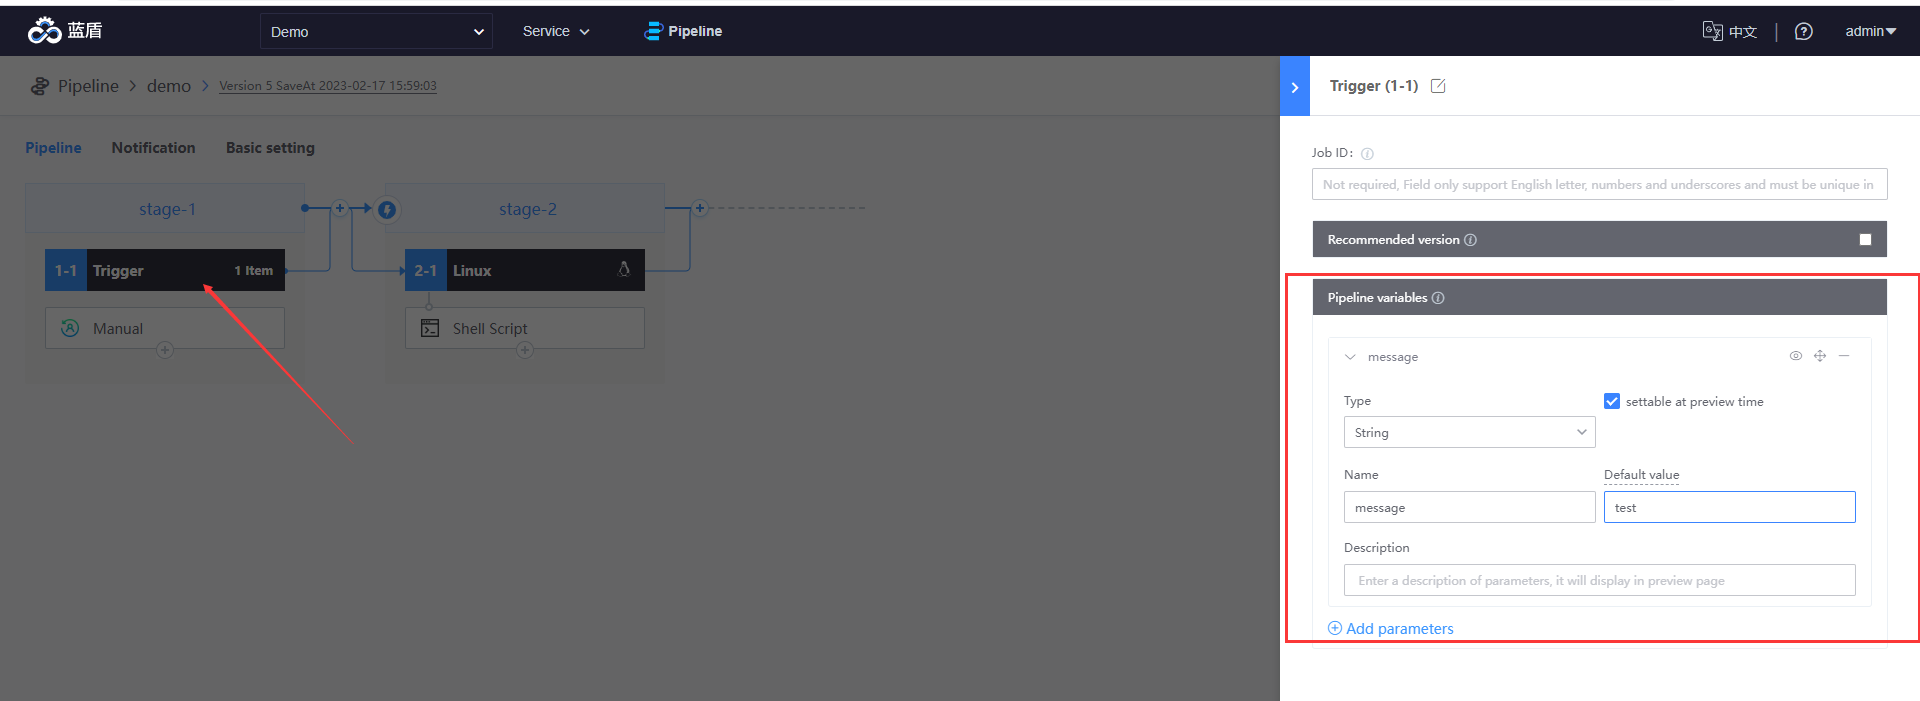 蓝盾
Demo
Service
Pipeline
中文
admin
Pipeline
demo
Version 5 SaveAt 2023-02-17 15:59:03
Pipeline
Notification
Basic setting
stage-1
stage-2
1-1
Trigger
1 Item
2-1
Linux
Manual
Shell Script
Trigger (1-1)
Job ID:
Not required, Field only support English letter, numbers and underscores and must be unique in
Recommended version
Pipeline variables
message
Type
settable at preview time
String
Name
Default value
message
test
Description
Enter a description of parameters, it will display in preview page
Add parameters